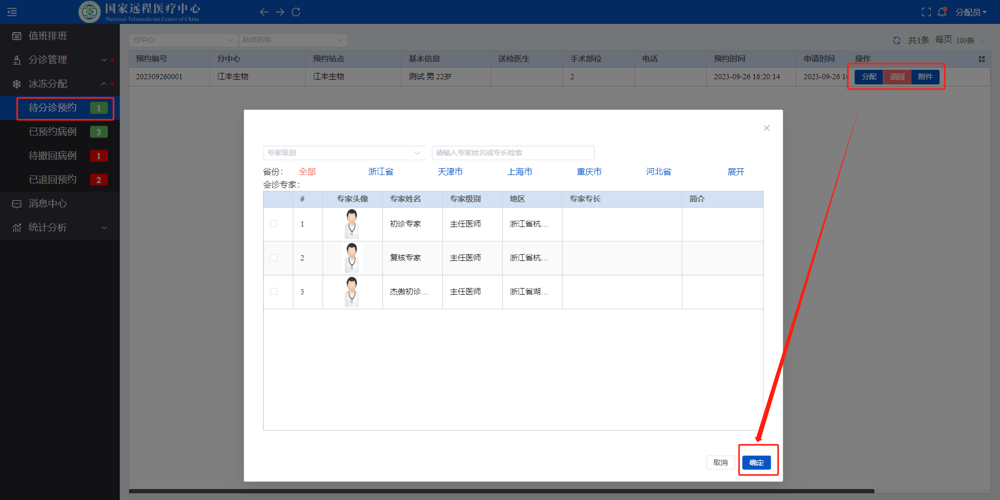 国家远程医疗中心
National Telemedicine Center of China
分配员
值班排班
分诊管理
冰冻分配
待分诊预约 1
已预约病例 3
待撤回病例 1
已退回预约 2
消息中心
统计分析
分中心 站点名称 共1条 每页 100条
预约编号 分中心 预约站点 基本信息 送检医生 手术部位 电话 预约时间 申请时间 操作
202309260001 江丰生物 江丰生物 测试 男 22岁 2 2023-09-26 16:20:14 2023-09-26 16 分配 退回 附件
专家级别 请输入专家姓名或专长检索
省份: 全部 浙江省 天津市 上海市 重庆市 河北省 展开
会诊专家:
# 专家头像 专家姓名 专家级别 地区 专家专长 简介
1 初诊专家 主任医师 浙江省杭...
2 复核专家 主任医师 浙江省杭...
3 杰傲初诊... 主任医师 浙江省湖...
取消 确定